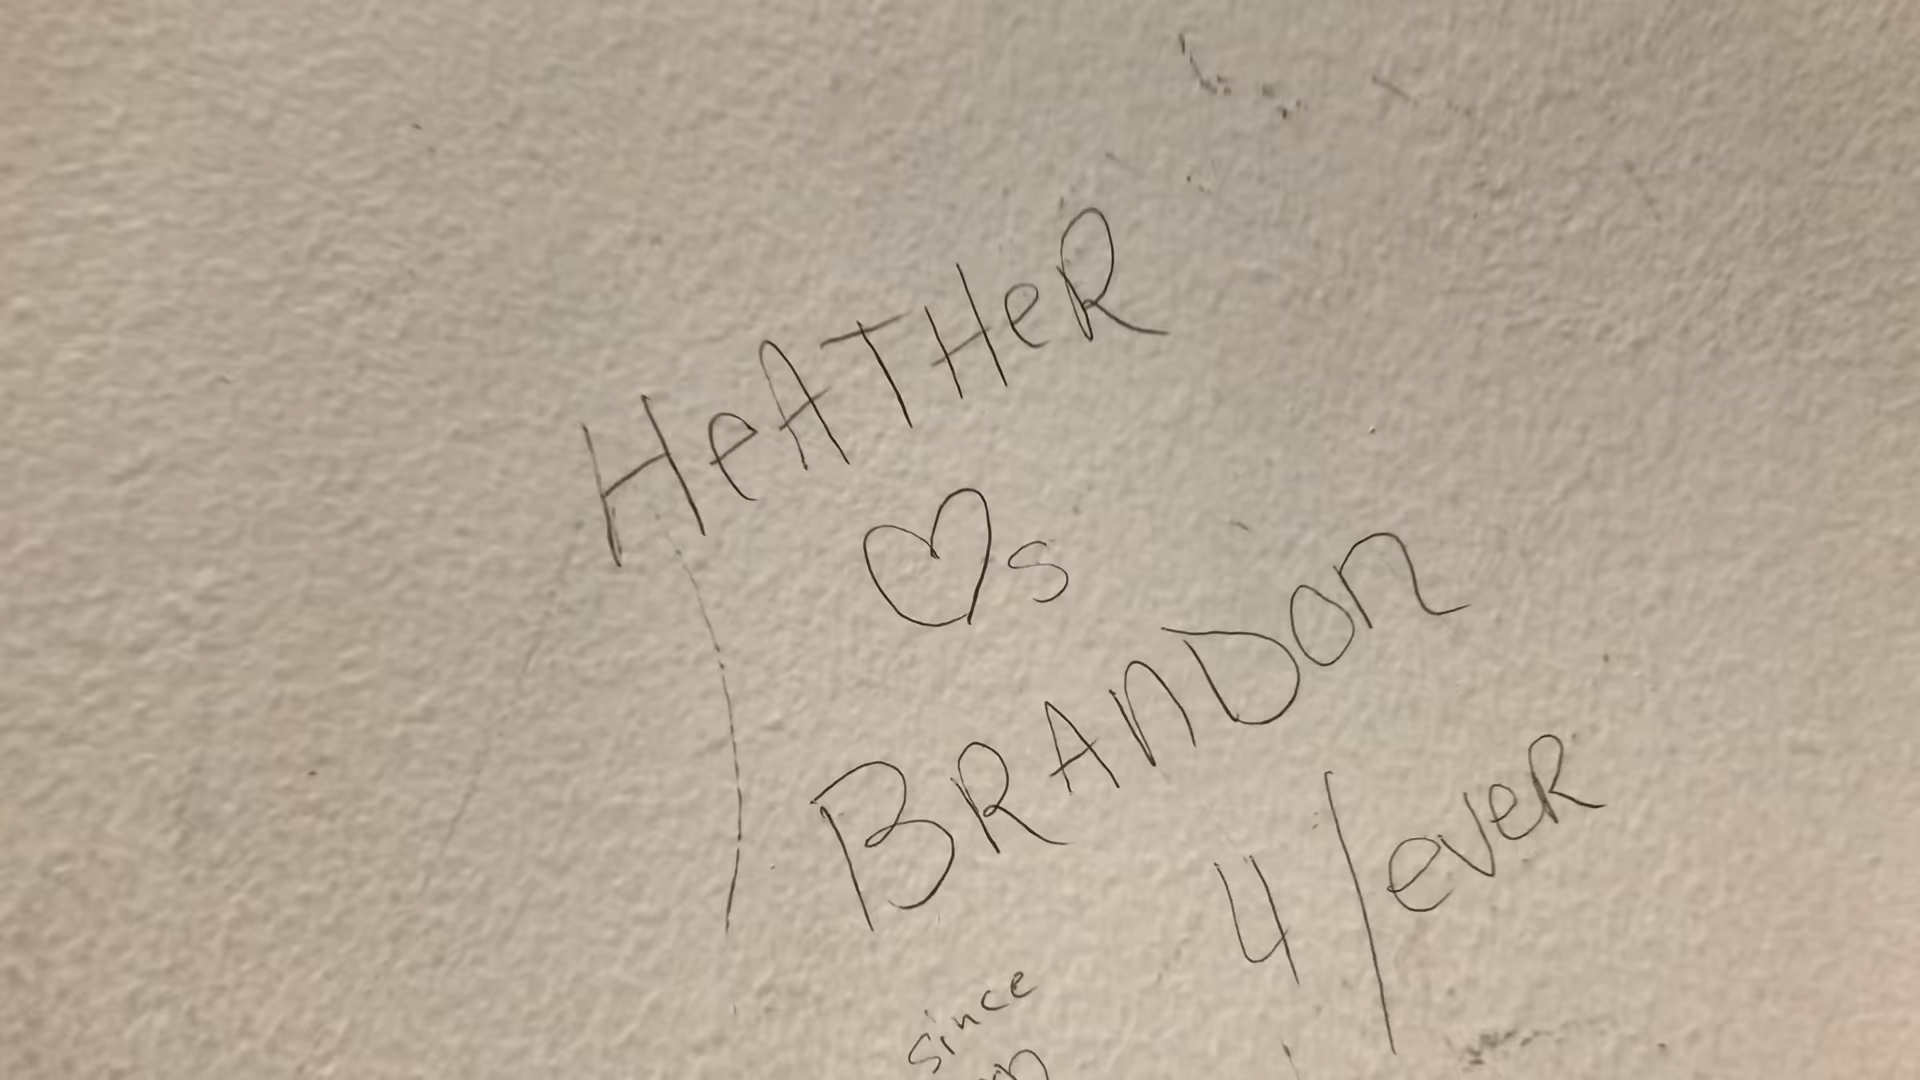 HeATHeR
♡s
BRAnDon
4/eveR
since